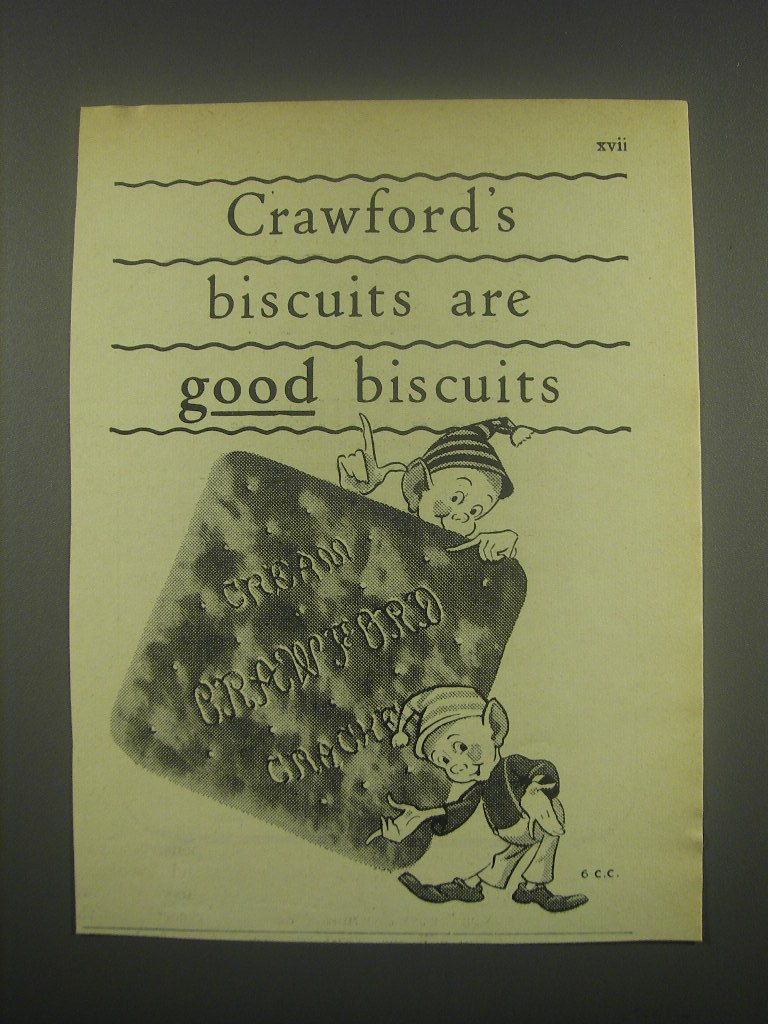 xvii
Crawford's
biscuits are
good biscuits
CREAM
CRAWFORD
CRACKER
6 C.C.